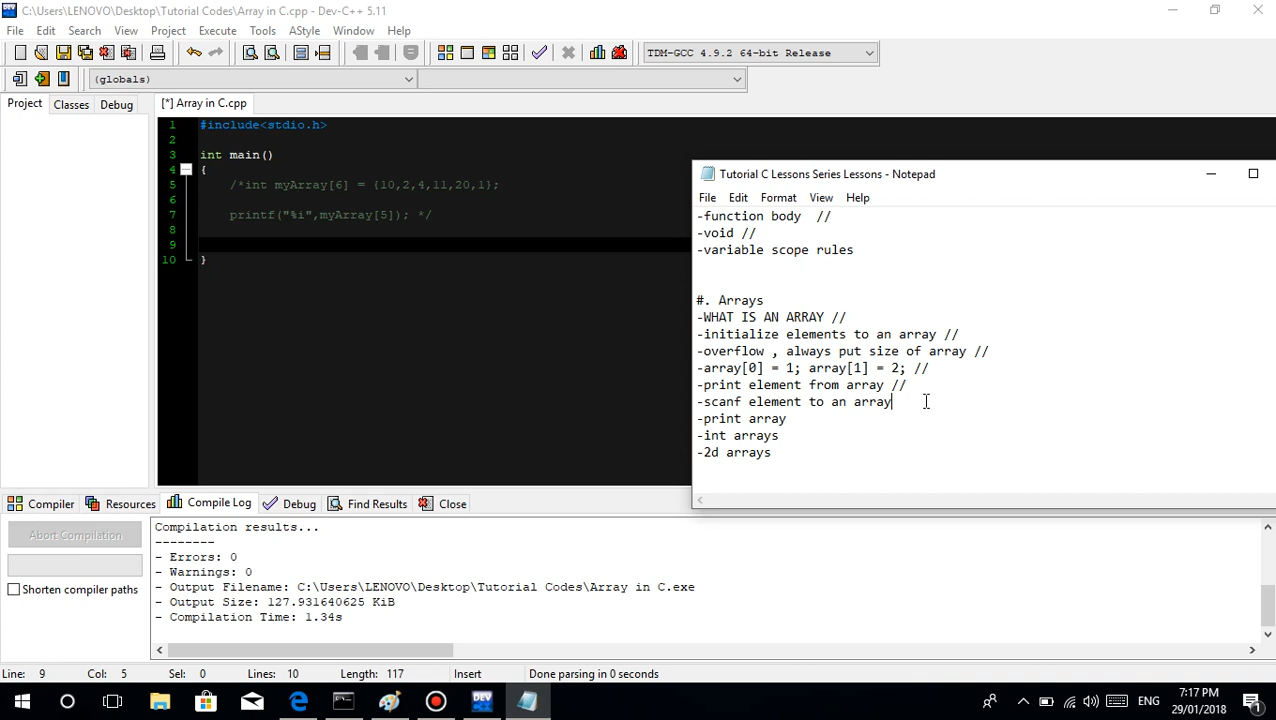 C:\Users\LENOVO\Desktop\Tutorial Codes\Array in C.cpp - Dev-C++ 5.11
File Edit Search View Project Execute Tools AStyle Window Help
TDM-GCC 4.9.2 64-bit Release
(globals)
Project Classes Debug
[*] Array in C.cpp
1 #include<stdio.h>
2
3 int main()
4 {
5 /*int myArray[6] = {10,2,4,11,20,1};
6
7 printf("%i",myArray[5]); */
8
9
10 }
Tutorial C Lessons Series Lessons - Notepad
File Edit Format View Help
-function body //
-void //
-variable scope rules
#. Arrays
-WHAT IS AN ARRAY //
-initialize elements to an array //
-overflow , always put size of array //
-array[0] = 1; array[1] = 2; //
-print element from array //
-scanf element to an array
-print array
-int arrays
-2d arrays
Compiler Resources Compile Log Debug Find Results Close
Abort Compilation
Shorten compiler paths
Compilation results...
--------
- Errors: 0
- Warnings: 0
- Output Filename: C:\Users\LENOVO\Desktop\Tutorial Codes\Array in C.exe
- Output Size: 127.931640625 KiB
- Compilation Time: 1.34s
Line: 9 Col: 5 Sel: 0 Lines: 10 Length: 117 Insert Done parsing in 0 seconds
DEV
ENG
7:17 PM
29/01/2018
1